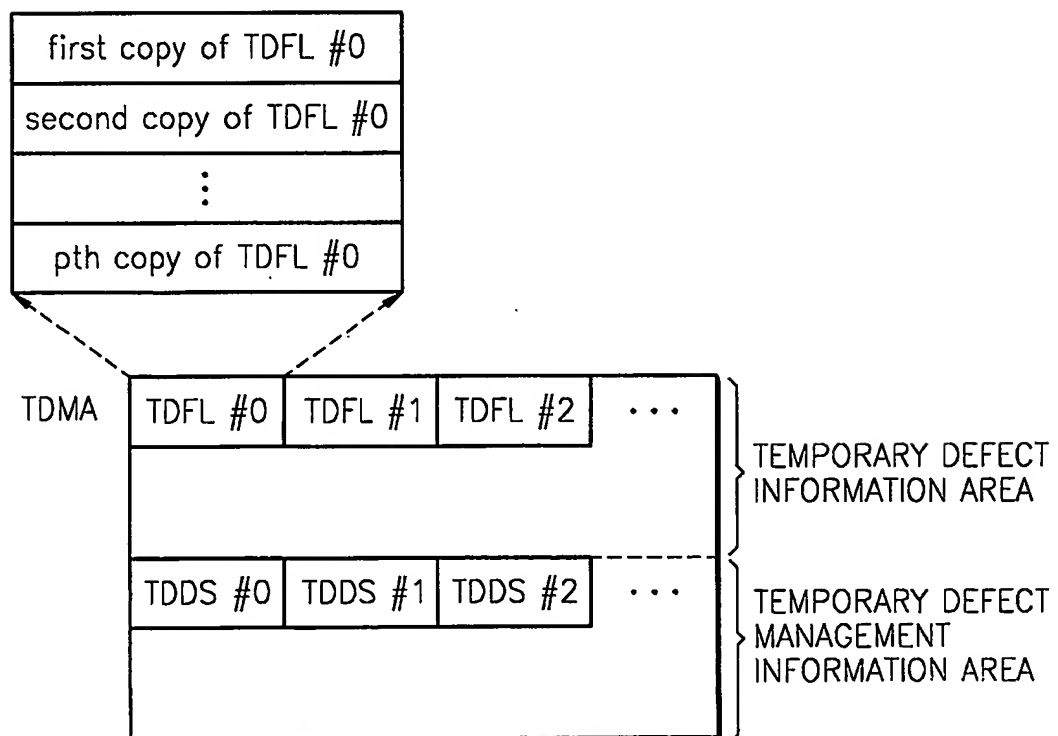 first copy of TDFL #0
second copy of TDFL #0
⋮
pth copy of TDFL #0
TDMA
TDFL #0 TDFL #1 TDFL #2 ...
TEMPORARY DEFECT
INFORMATION AREA
TDDS #0 TDDS #1 TDDS #2 ...
TEMPORARY DEFECT
MANAGEMENT
INFORMATION AREA